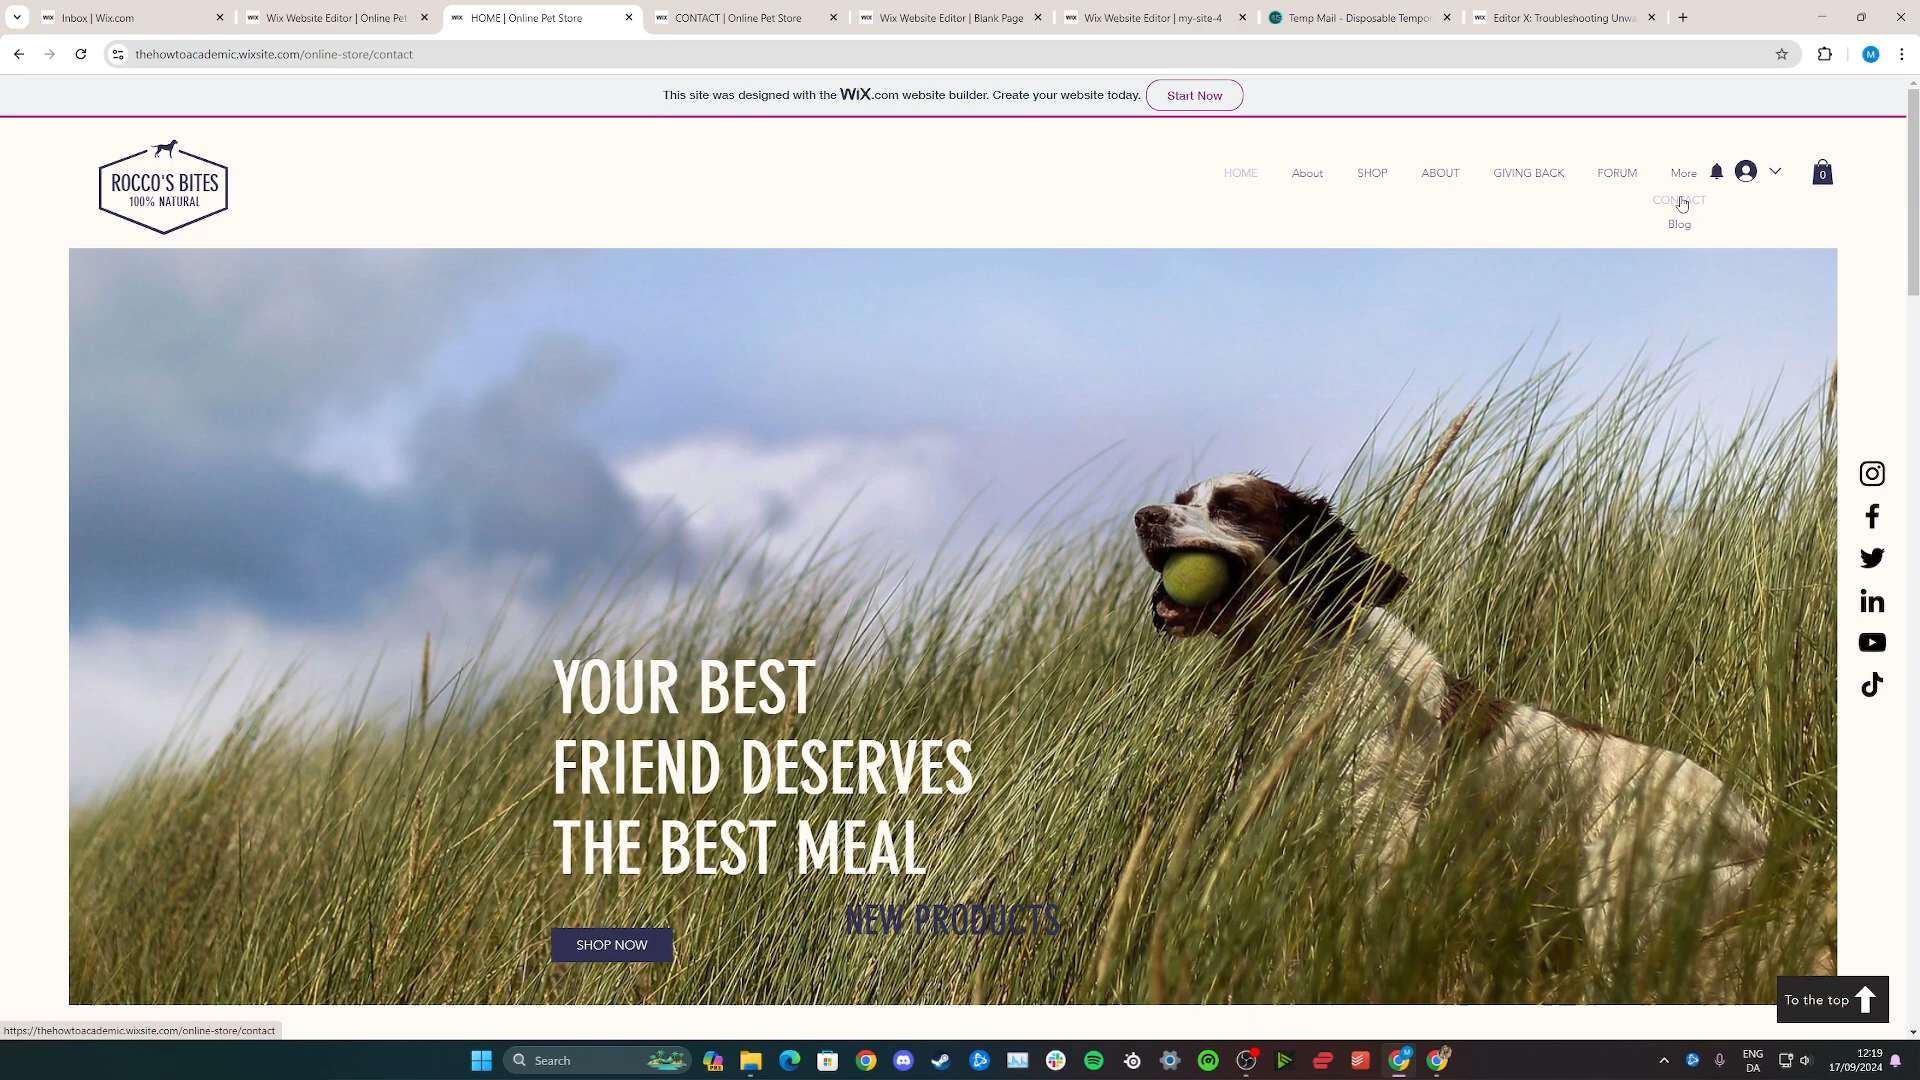 Inbox | Wix.com
Wix Website Editor | Online Pet
HOME | Online Pet Store
CONTACT | Online Pet Store
Wix Website Editor | Blank Page
Wix Website Editor | my-site-4
Temp Mail - Disposable Tempo
Editor X: Troubleshooting Unwa
thehowtoacademic.wixsite.com/online-store/contact
M
This site was designed with the WiX.com website builder. Create your website today.
Start Now
ROCCO'S BITES
100% NATURAL
HOME
About
SHOP
ABOUT
GIVING BACK
FORUM
More
0
CONTACT
Blog
YOUR BEST
FRIEND DESERVES
THE BEST MEAL
NEW PRODUCTS
SHOP NOW
To the top
https://thehowtoacademic.wixsite.com/online-store/contact
Search
ENG
DA
12:19
17/09/2024